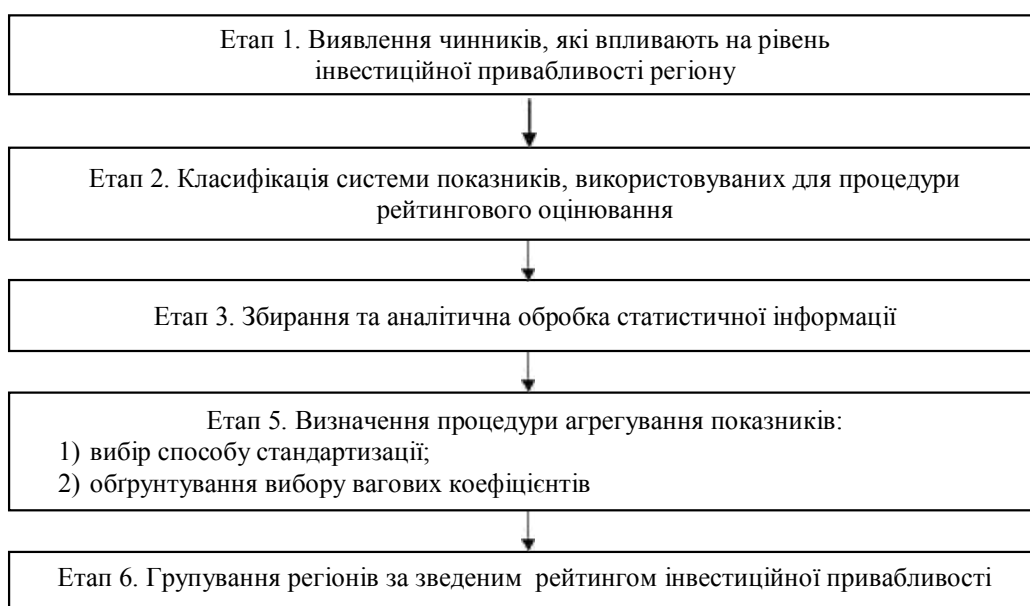 Етап 1. Виявлення чинників, які впливають на рівень
інвестиційної привабливості регіону
Етап 2. Класифікація системи показників, використовуваних для процедури
рейтингового оцінювання
Етап 3. Збирання та аналітична обробка статистичної інформації
Етап 5. Визначення процедури агрегування показників:
1) вибір способу стандартизації;
2) обґрунтування вибору вагових коефіцієнтів
Етап 6. Групування регіонів за зведеним рейтингом інвестиційної привабливості